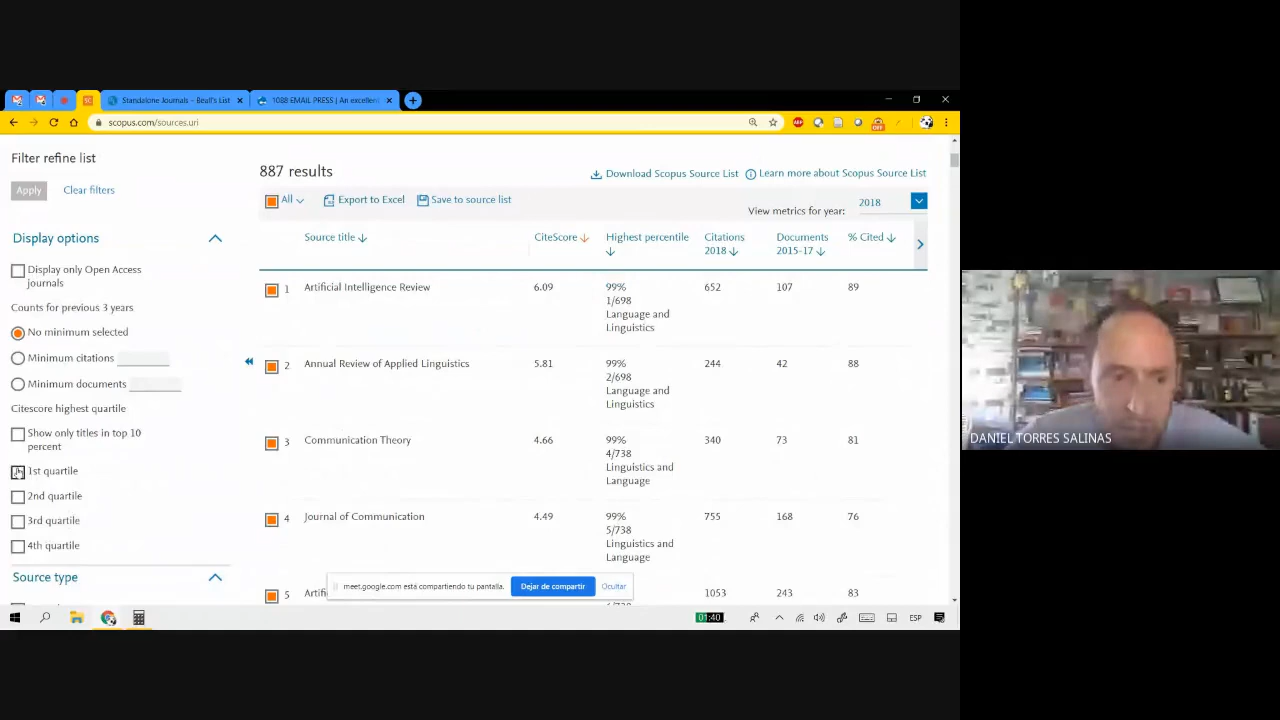 Standalone Journals – Beall's List
1088 EMAIL PRESS | An excellent
scopus.com/sources.uri
OFF
Filter refine list
Apply
Clear filters
Display options
Display only Open Access
journals
Counts for previous 3 years
No minimum selected
Minimum citations
Minimum documents
Citescore highest quartile
Show only titles in top 10
percent
1st quartile
2nd quartile
3rd quartile
4th quartile
Source type
887 results
Download Scopus Source List
Learn more about Scopus Source List
All
Export to Excel
Save to source list
View metrics for year:
2018
Source title
CiteScore
Highest percentile
Citations
2018
Documents
2015-17
% Cited
1 Artificial Intelligence Review 6.09 99% 652 107 89
1/698
Language and
Linguistics
2 Annual Review of Applied Linguistics 5.81 99% 244 42 88
2/698
Language and
Linguistics
3 Communication Theory 4.66 99% 340 73 81
4/738
Linguistics and
Language
4 Journal of Communication 4.49 99% 755 168 76
5/738
Linguistics and
Language
5 1053 243 83
meet.google.com está compartiendo tu pantalla.
Dejar de compartir
Ocultar
01:40
ESP
DANIEL TORRES SALINAS